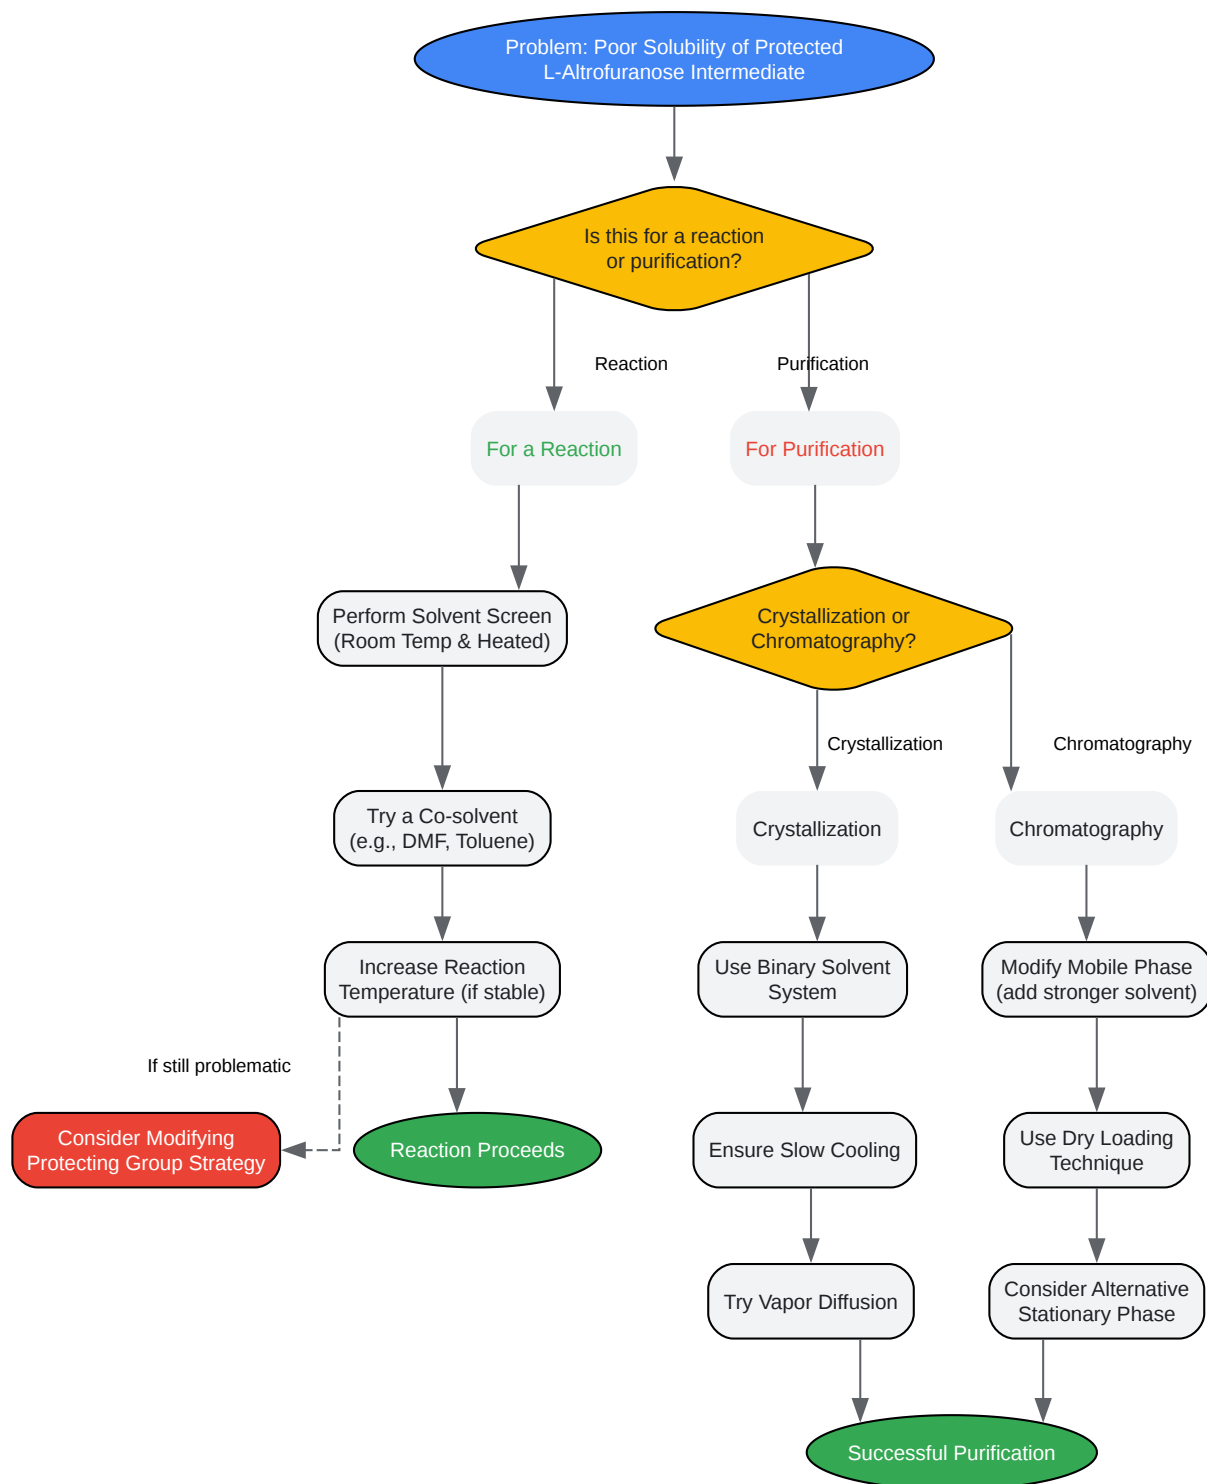 Problem: Poor Solubility of Protected
L-Altrofuranose Intermediate
Is this for a reaction
or purification?
Reaction
Purification
For a Reaction
For Purification
Perform Solvent Screen
(Room Temp & Heated)
Crystallization or
Chromatography?
Crystallization
Chromatography
Try a Co-solvent
(e.g., DMF, Toluene)
Crystallization
Chromatography
Increase Reaction
Temperature (if stable)
Use Binary Solvent
System
Modify Mobile Phase
(add stronger solvent)
If still problematic
Consider Modifying
Protecting Group Strategy
Reaction Proceeds
Ensure Slow Cooling
Use Dry Loading
Technique
Try Vapor Diffusion
Consider Alternative
Stationary Phase
Successful Purification